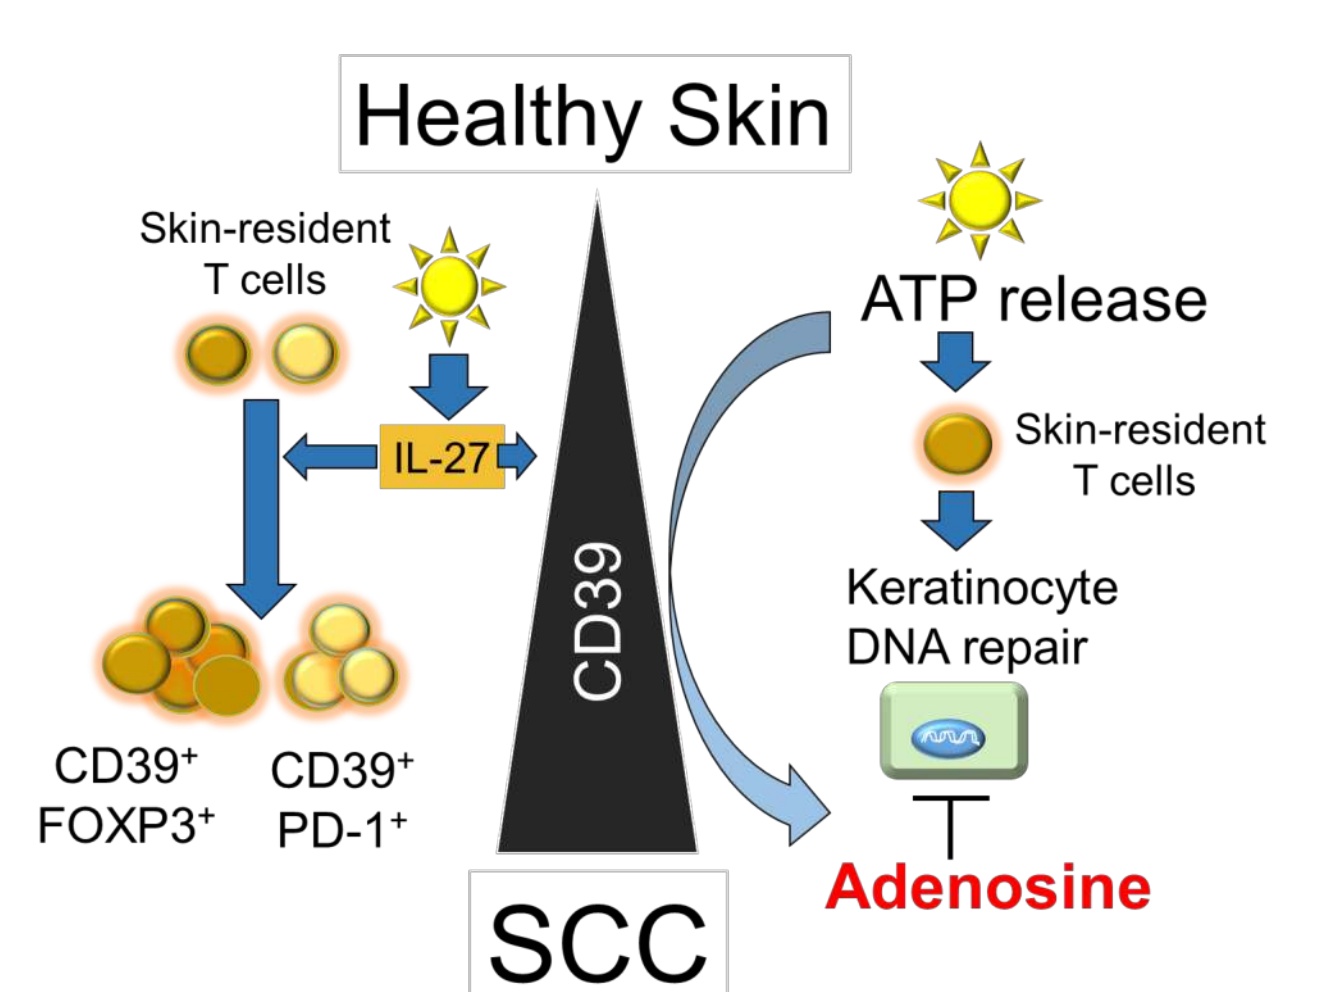 Healthy Skin
Skin-resident
T cells
IL-27
CD39⁺
FOXP3⁺
CD39⁺
PD-1⁺
CD39
ATP release
Skin-resident
T cells
Keratinocyte
DNA repair
Adenosine
SCC